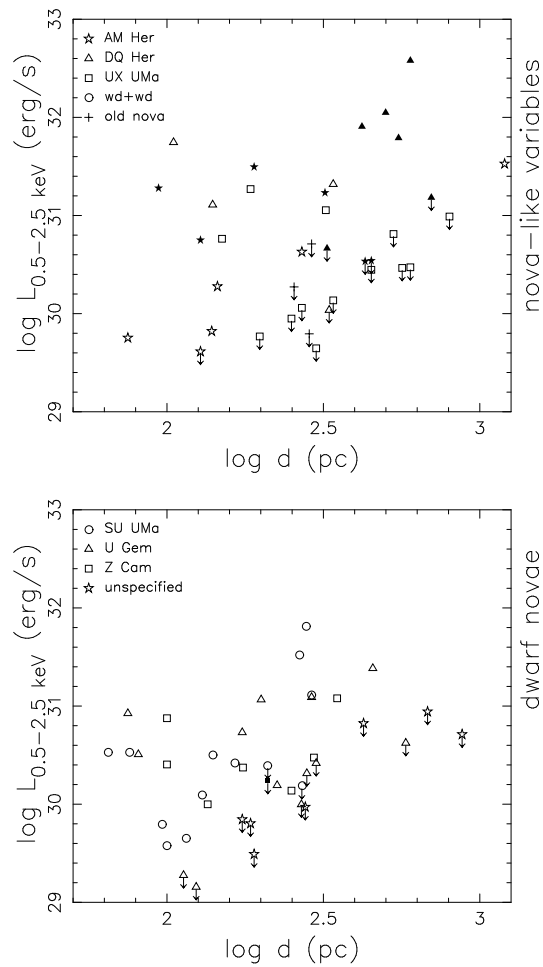 33
☆ AM Her
△ DQ Her
□ UX UMa
○ wd+wd
+ old nova
32
31
30
29
log L0.5−2.5 keV (erg/s)
nova−like variables
2 2.5 3
log d (pc)
33
○ SU UMa
△ U Gem
□ Z Cam
☆ unspecified
32
31
30
29
log L0.5−2.5 keV (erg/s)
dwarf novae
2 2.5 3
log d (pc)